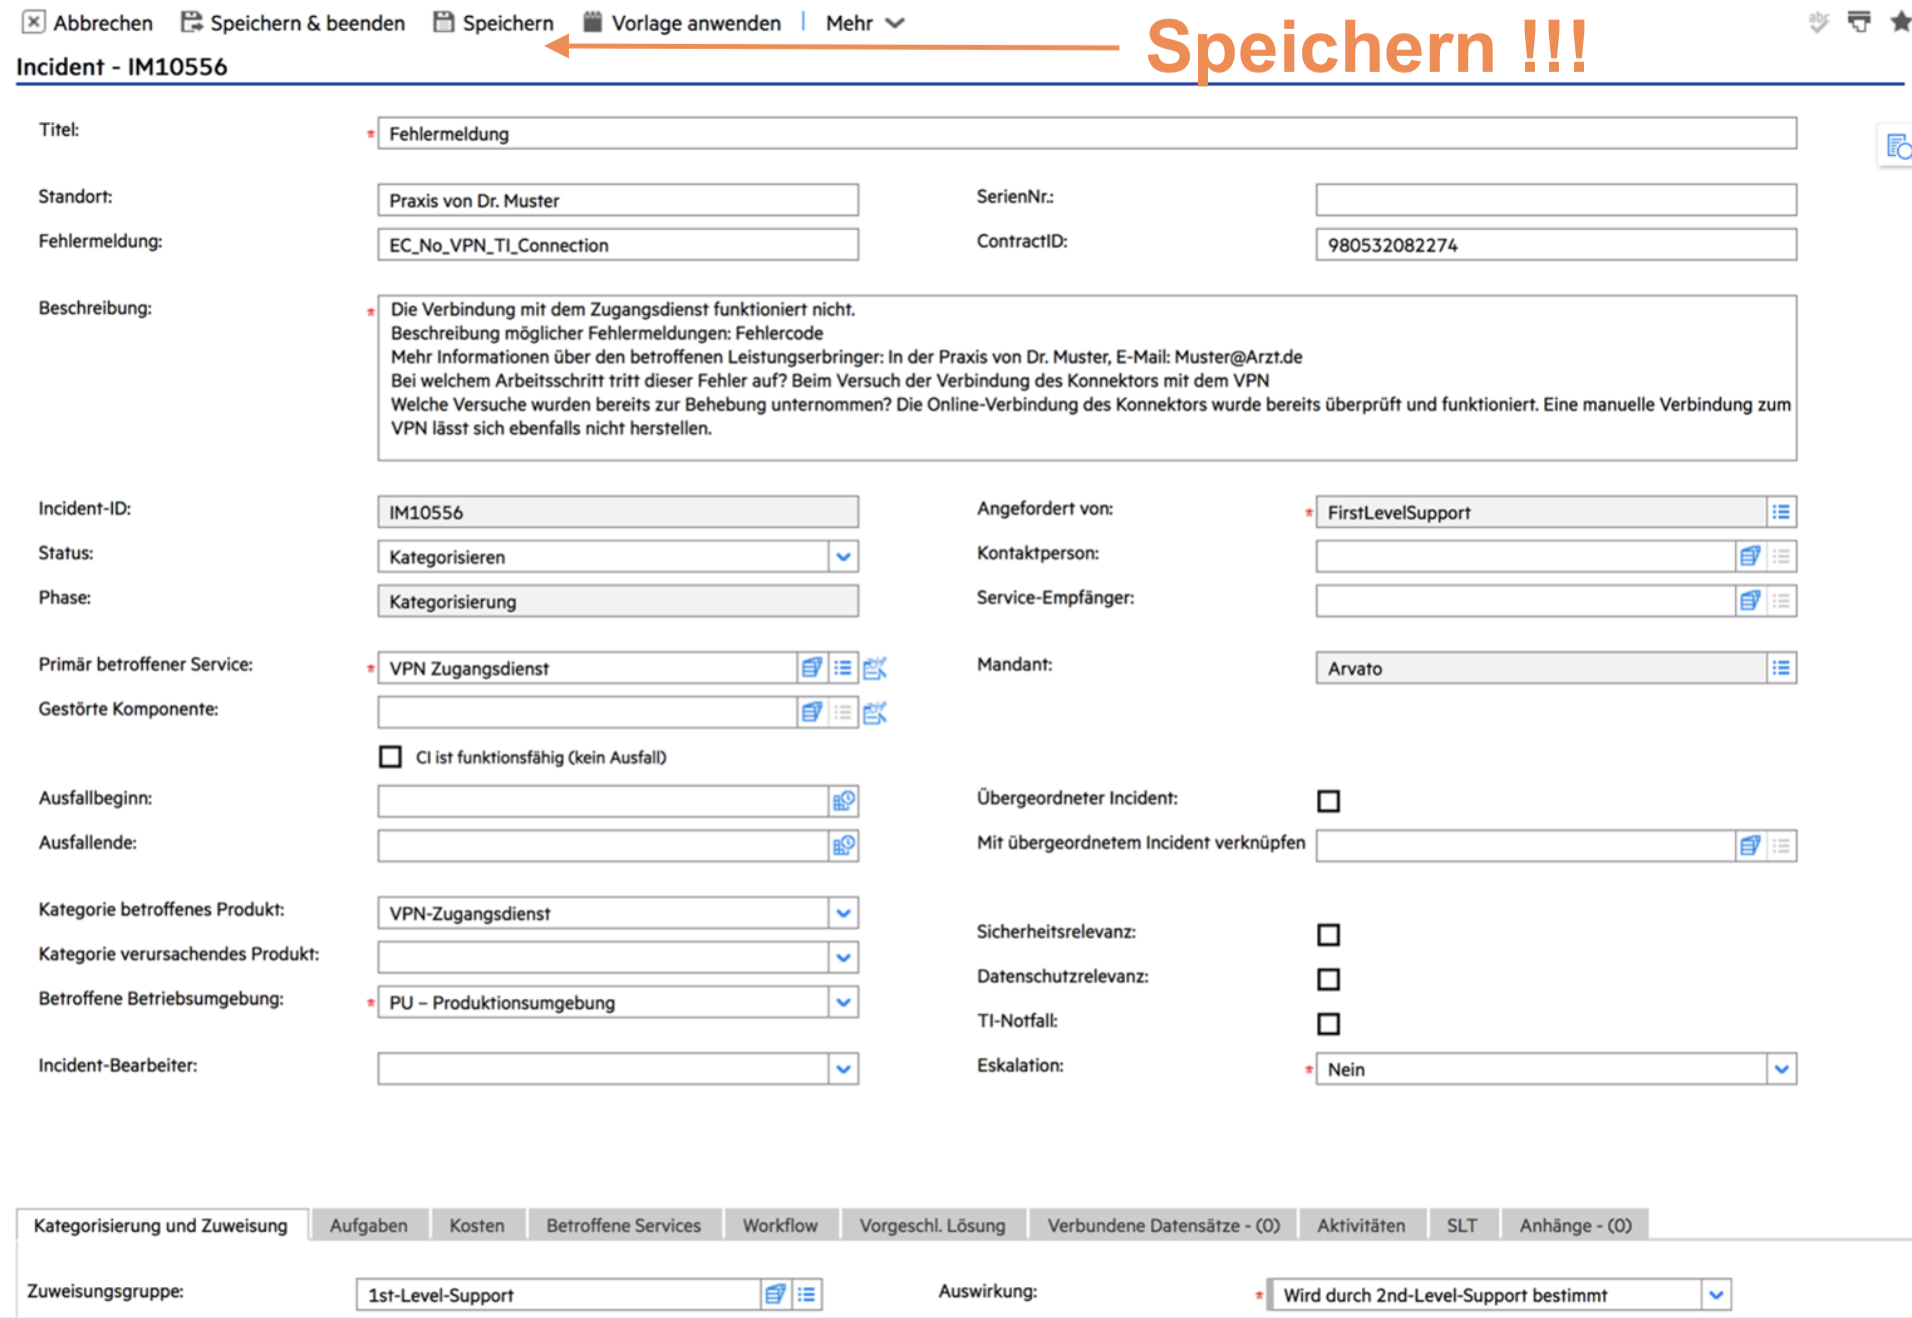 Abbrechen Speichern & beenden Speichern Vorlage anwenden Mehr abc
Speichern !!!
Incident - IM10556
Titel: * Fehlermeldung
Standort: Praxis von Dr. Muster SerienNr.:
Fehlermeldung: EC_No_VPN_TI_Connection ContractID: 980532082274
Beschreibung: * Die Verbindung mit dem Zugangsdienst funktioniert nicht.
Beschreibung möglicher Fehlermeldungen: Fehlercode
Mehr Informationen über den betroffenen Leistungserbringer: In der Praxis von Dr. Muster, E-Mail: Muster@Arzt.de
Bei welchem Arbeitsschritt tritt dieser Fehler auf? Beim Versuch der Verbindung des Konnektors mit dem VPN
Welche Versuche wurden bereits zur Behebung unternommen? Die Online-Verbindung des Konnektors wurde bereits überprüft und funktioniert. Eine manuelle Verbindung zum
VPN lässt sich ebenfalls nicht herstellen.
Incident-ID: IM10556 Angefordert von: * FirstLevelSupport
Status: Kategorisieren Kontaktperson:
Phase: Kategorisierung Service-Empfänger:
Primär betroffener Service: * VPN Zugangsdienst Mandant: Arvato
Gestörte Komponente:
CI ist funktionsfähig (kein Ausfall)
Ausfallbeginn: Übergeordneter Incident:
Ausfallende: Mit übergeordnetem Incident verknüpfen
Kategorie betroffenes Produkt: VPN-Zugangsdienst
Sicherheitsrelevanz:
Kategorie verursachendes Produkt:
Datenschutzrelevanz:
Betroffene Betriebsumgebung: * PU – Produktionsumgebung
TI-Notfall:
Incident-Bearbeiter: Eskalation: * Nein
Kategorisierung und Zuweisung Aufgaben Kosten Betroffene Services Workflow Vorgeschl. Lösung Verbundene Datensätze - (0) Aktivitäten SLT Anhänge - (0)
Zuweisungsgruppe: 1st-Level-Support Auswirkung: * Wird durch 2nd-Level-Support bestimmt